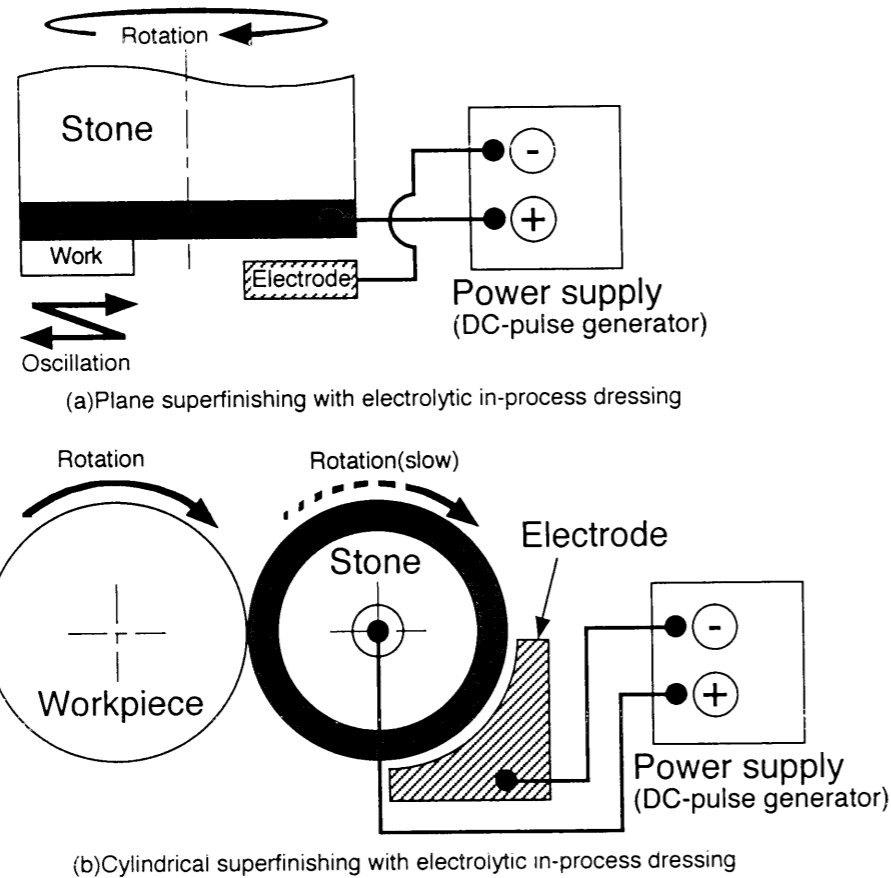 Rotation
Stone
-
+
Work
Electrode
Power supply
(DC-pulse generator)
Oscillation
(a)Plane superfinishing with electrolytic in-process dressing
Rotation
Rotation(slow)
Electrode
Stone
-
+
Workpiece
Power supply
(DC-pulse generator)
(b)Cylindrical superfinishing with electrolytic in-process dressing